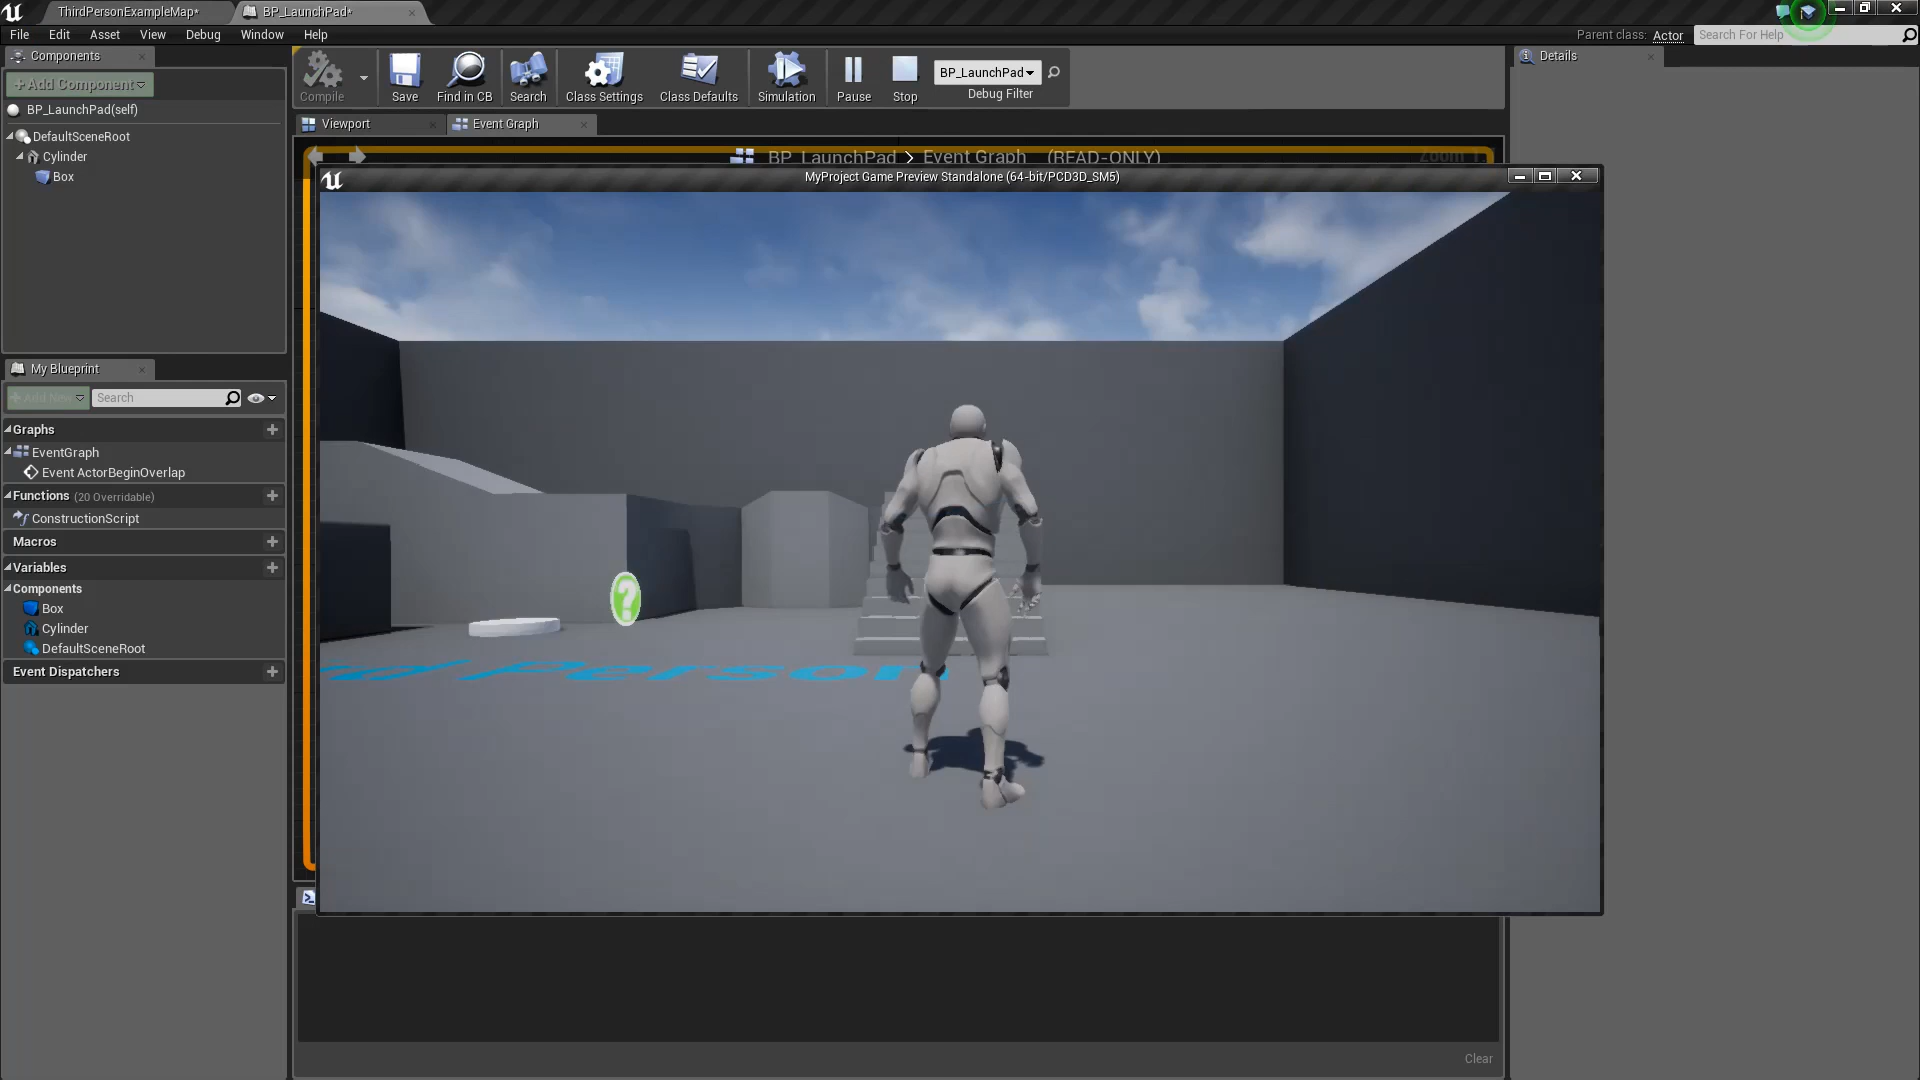 ThirdPersonExampleMap*
BP_LaunchPad*
File Edit View Asset Debug Window Help
Parent class: Actor
Search For Help
Components
+ Add Component
BP_LaunchPad(self)
DefaultSceneRoot
Cylinder
Box
Compile
Save
Find in CB
Search
Class Settings
Class Defaults
Simulation
Pause
Stop
BP_LaunchPad
Debug Filter
Details
Viewport
Event Graph
BP_LaunchPad > Event Graph (READ-ONLY)
MyProject Game Preview Standalone (64-bit/PCD3D_SM5)
?
Person
My Blueprint
+ Add New
Search
Graphs
EventGraph
Event ActorBeginOverlap
Functions (20 Overridable)
ConstructionScript
Macros
Variables
Components
Box
Cylinder
DefaultSceneRoot
Event Dispatchers
Clear